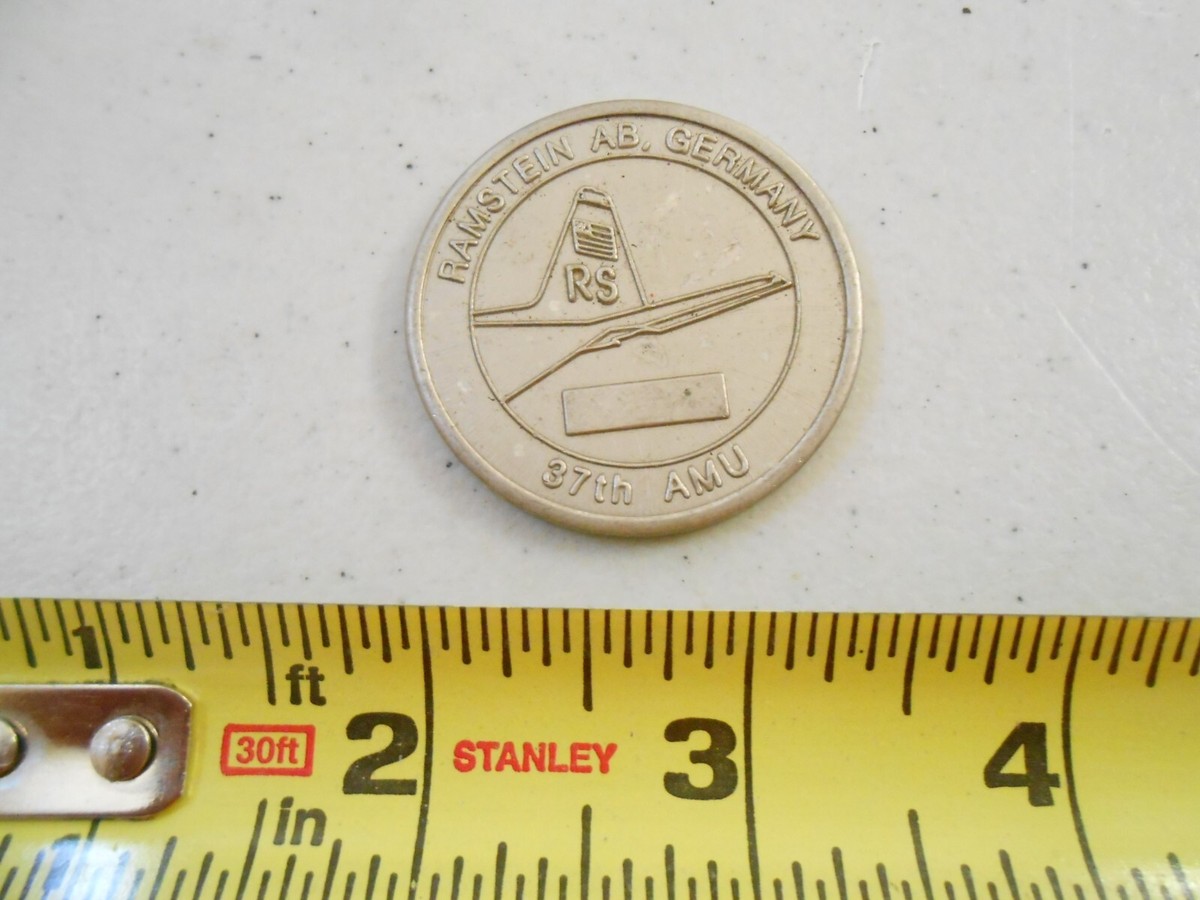 RAMSTEIN AB, GERMANY
RS
37th AMU
1
ft
30ft
2
STANLEY
3
4
in